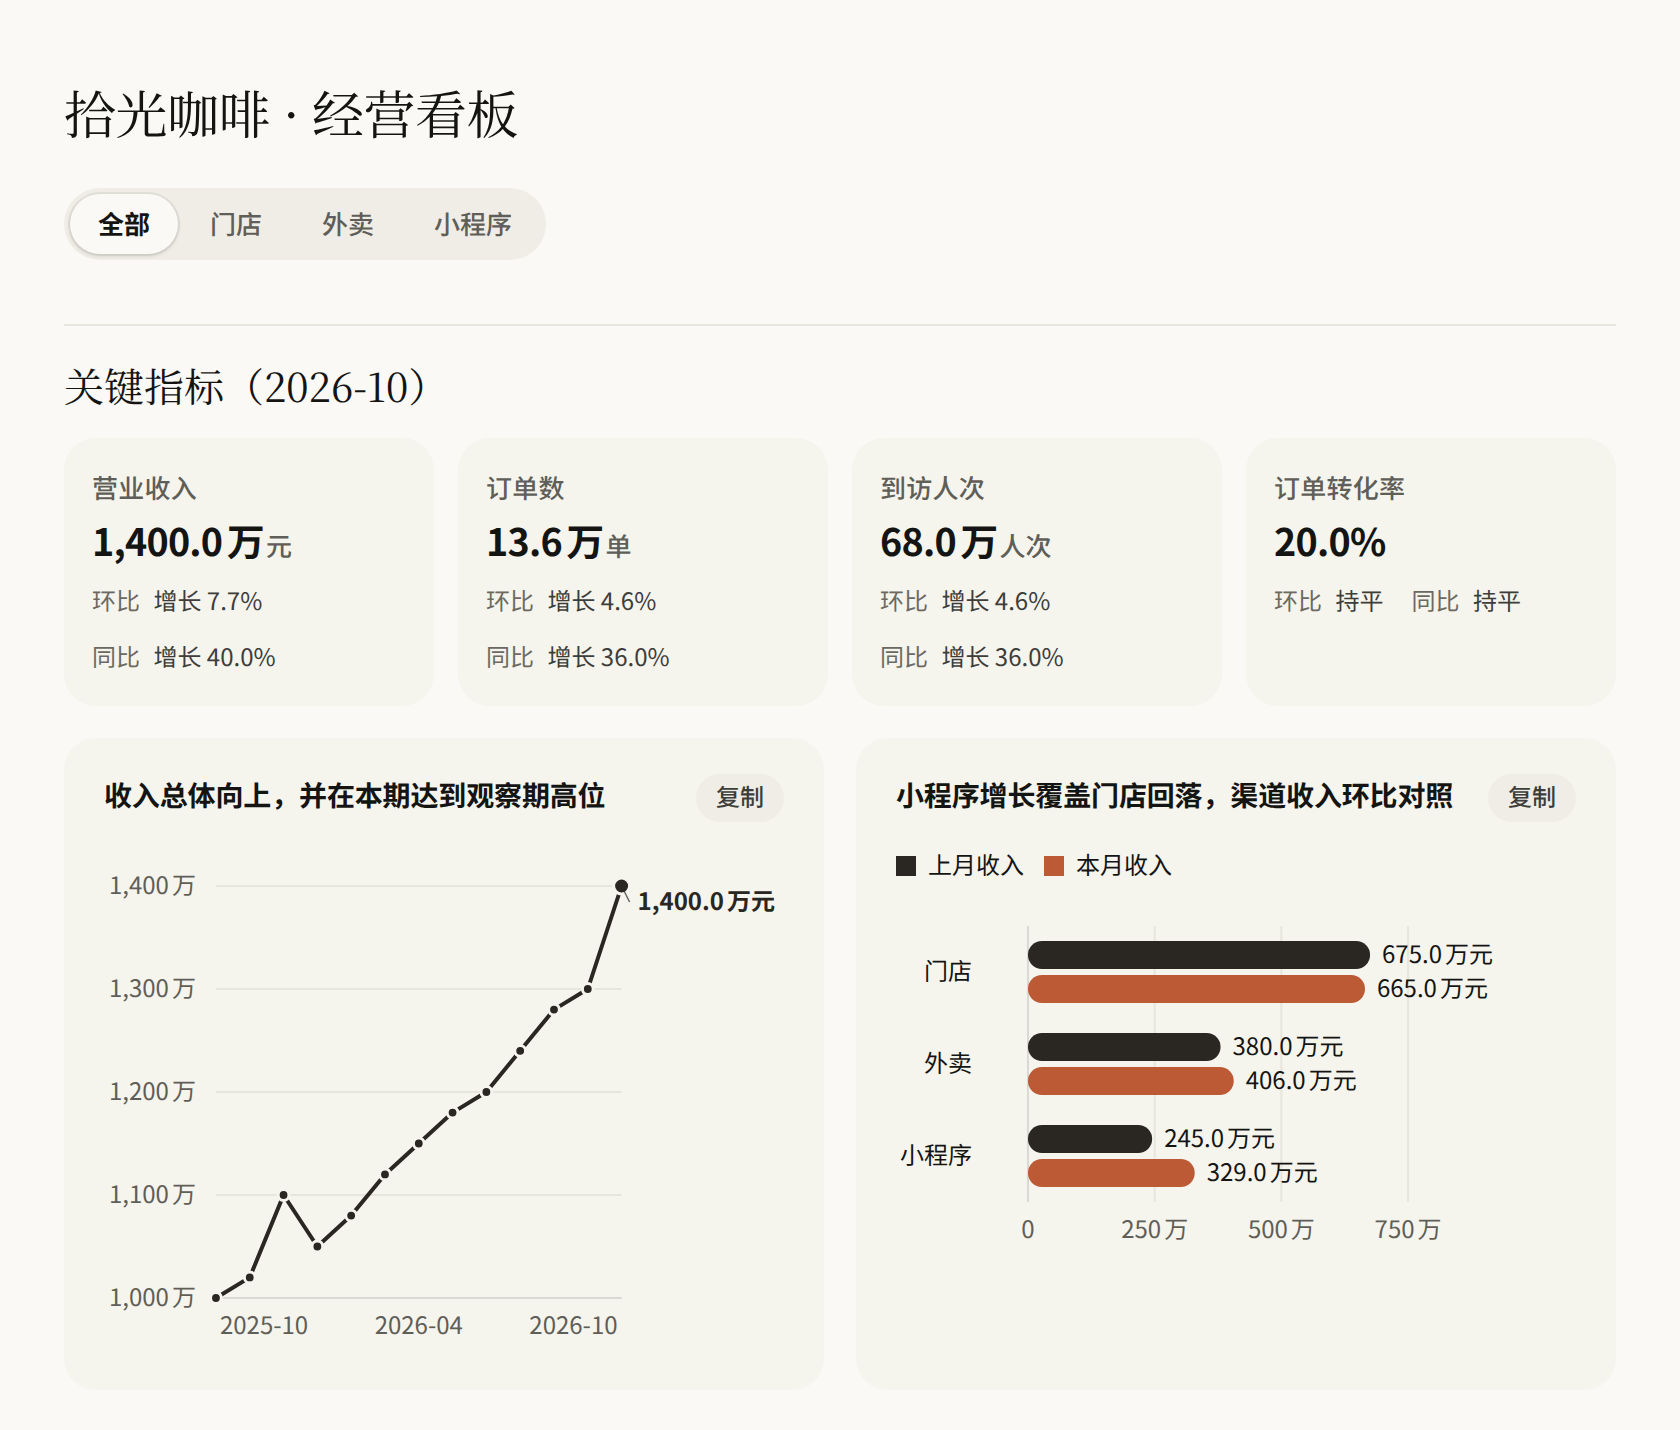 拾光咖啡 · 经营看板
全部 门店 外卖 小程序
关键指标（2026-10）
营业收入
1,400.0万元
环比 增长 7.7%
同比 增长 40.0%
订单数
13.6万单
环比 增长 4.6%
同比 增长 36.0%
到访人次
68.0万人次
环比 增长 4.6%
同比 增长 36.0%
订单转化率
20.0%
环比 持平 同比 持平
收入总体向上，并在本期达到观察期高位 复制
1,400万
1,400.0万元
1,300万
1,200万
1,100万
1,000万
2025-10 2026-04 2026-10
小程序增长覆盖门店回落，渠道收入环比对照 复制
上月收入 本月收入
门店 675.0万元
665.0万元
外卖 380.0万元
406.0万元
小程序 245.0万元
329.0万元
0 250万 500万 750万